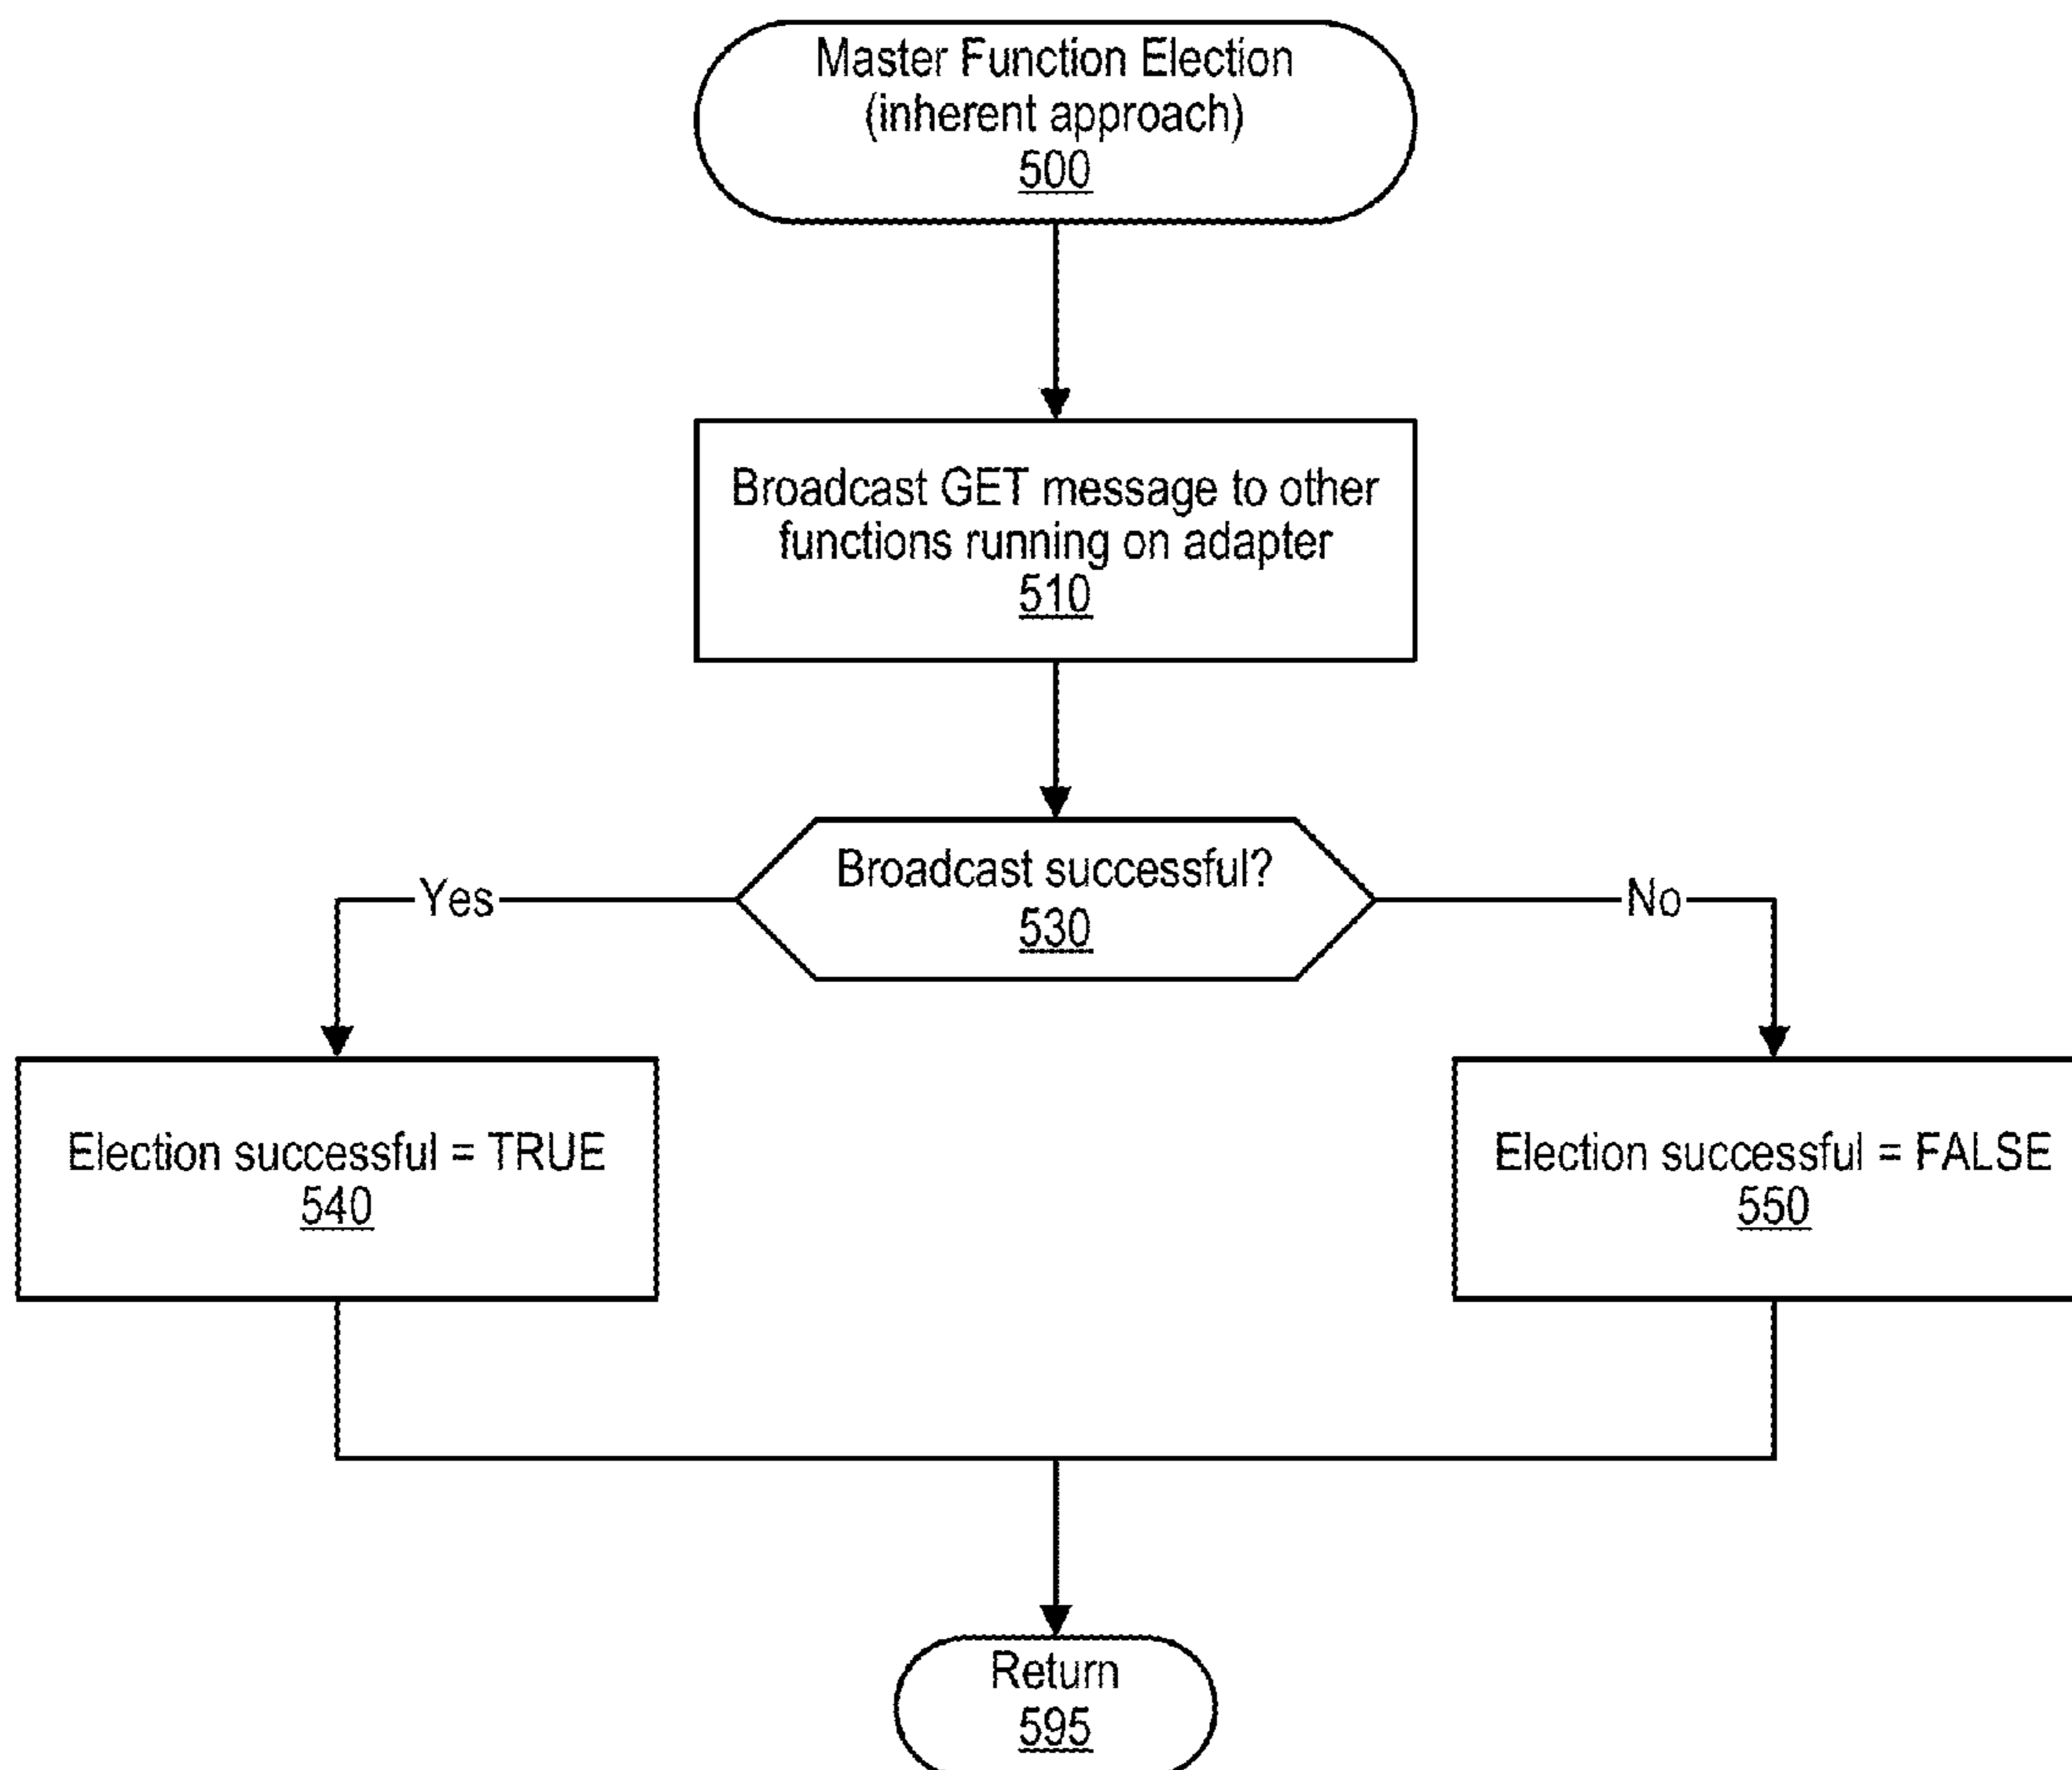 Master Function Election
(inherent approach)
500
Broadcast GET message to other
functions running on adapter
510
Broadcast successful?
530
Yes
No
Election successful = TRUE
540
Election successful = FALSE
550
Return
595